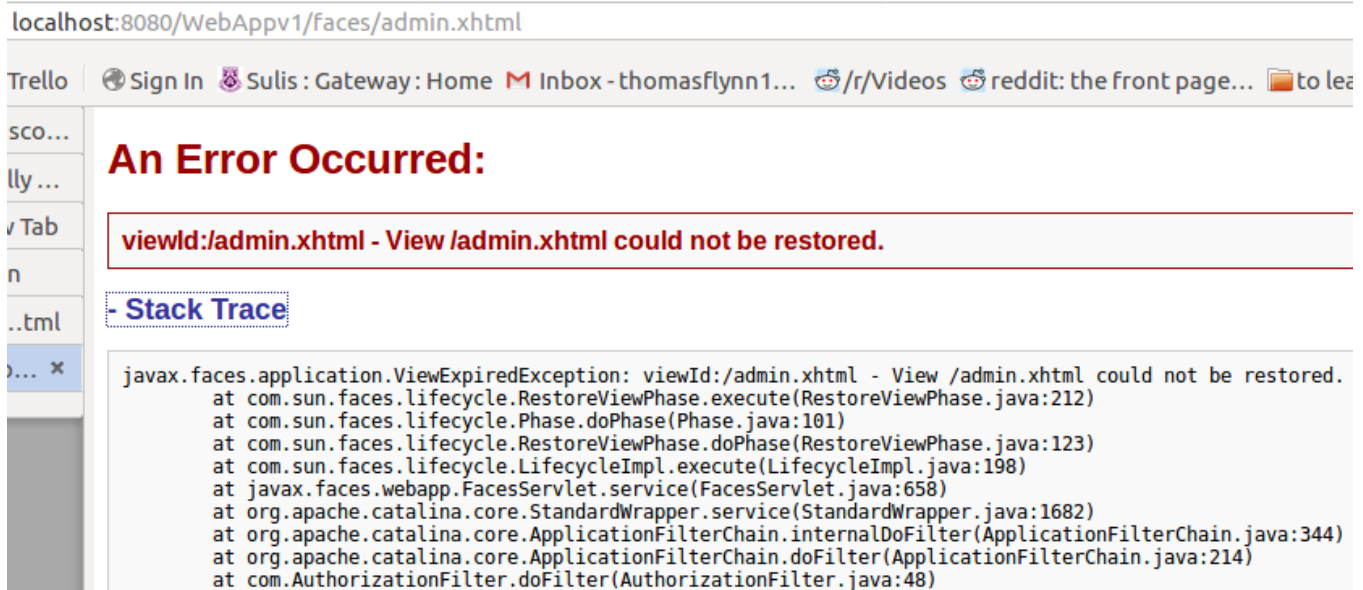 localhost:8080/WebAppv1/faces/admin.xhtml
Trello Sign In Sulis : Gateway : Home Inbox - thomasflynn1... /r/Videos reddit: the front page... to lea
sco...
lly ...
v Tab
n
..tml
o... ×
An Error Occurred:
viewId:/admin.xhtml - View /admin.xhtml could not be restored.
- Stack Trace
javax.faces.application.ViewExpiredException: viewId:/admin.xhtml - View /admin.xhtml could not be restored.
at com.sun.faces.lifecycle.RestoreViewPhase.execute(RestoreViewPhase.java:212)
at com.sun.faces.lifecycle.Phase.doPhase(Phase.java:101)
at com.sun.faces.lifecycle.RestoreViewPhase.doPhase(RestoreViewPhase.java:123)
at com.sun.faces.lifecycle.LifecycleImpl.execute(LifecycleImpl.java:198)
at javax.faces.webapp.FacesServlet.service(FacesServlet.java:658)
at org.apache.catalina.core.StandardWrapper.service(StandardWrapper.java:1682)
at org.apache.catalina.core.ApplicationFilterChain.internalDoFilter(ApplicationFilterChain.java:344)
at org.apache.catalina.core.ApplicationFilterChain.doFilter(ApplicationFilterChain.java:214)
at com.AuthorizationFilter.doFilter(AuthorizationFilter.java:48)